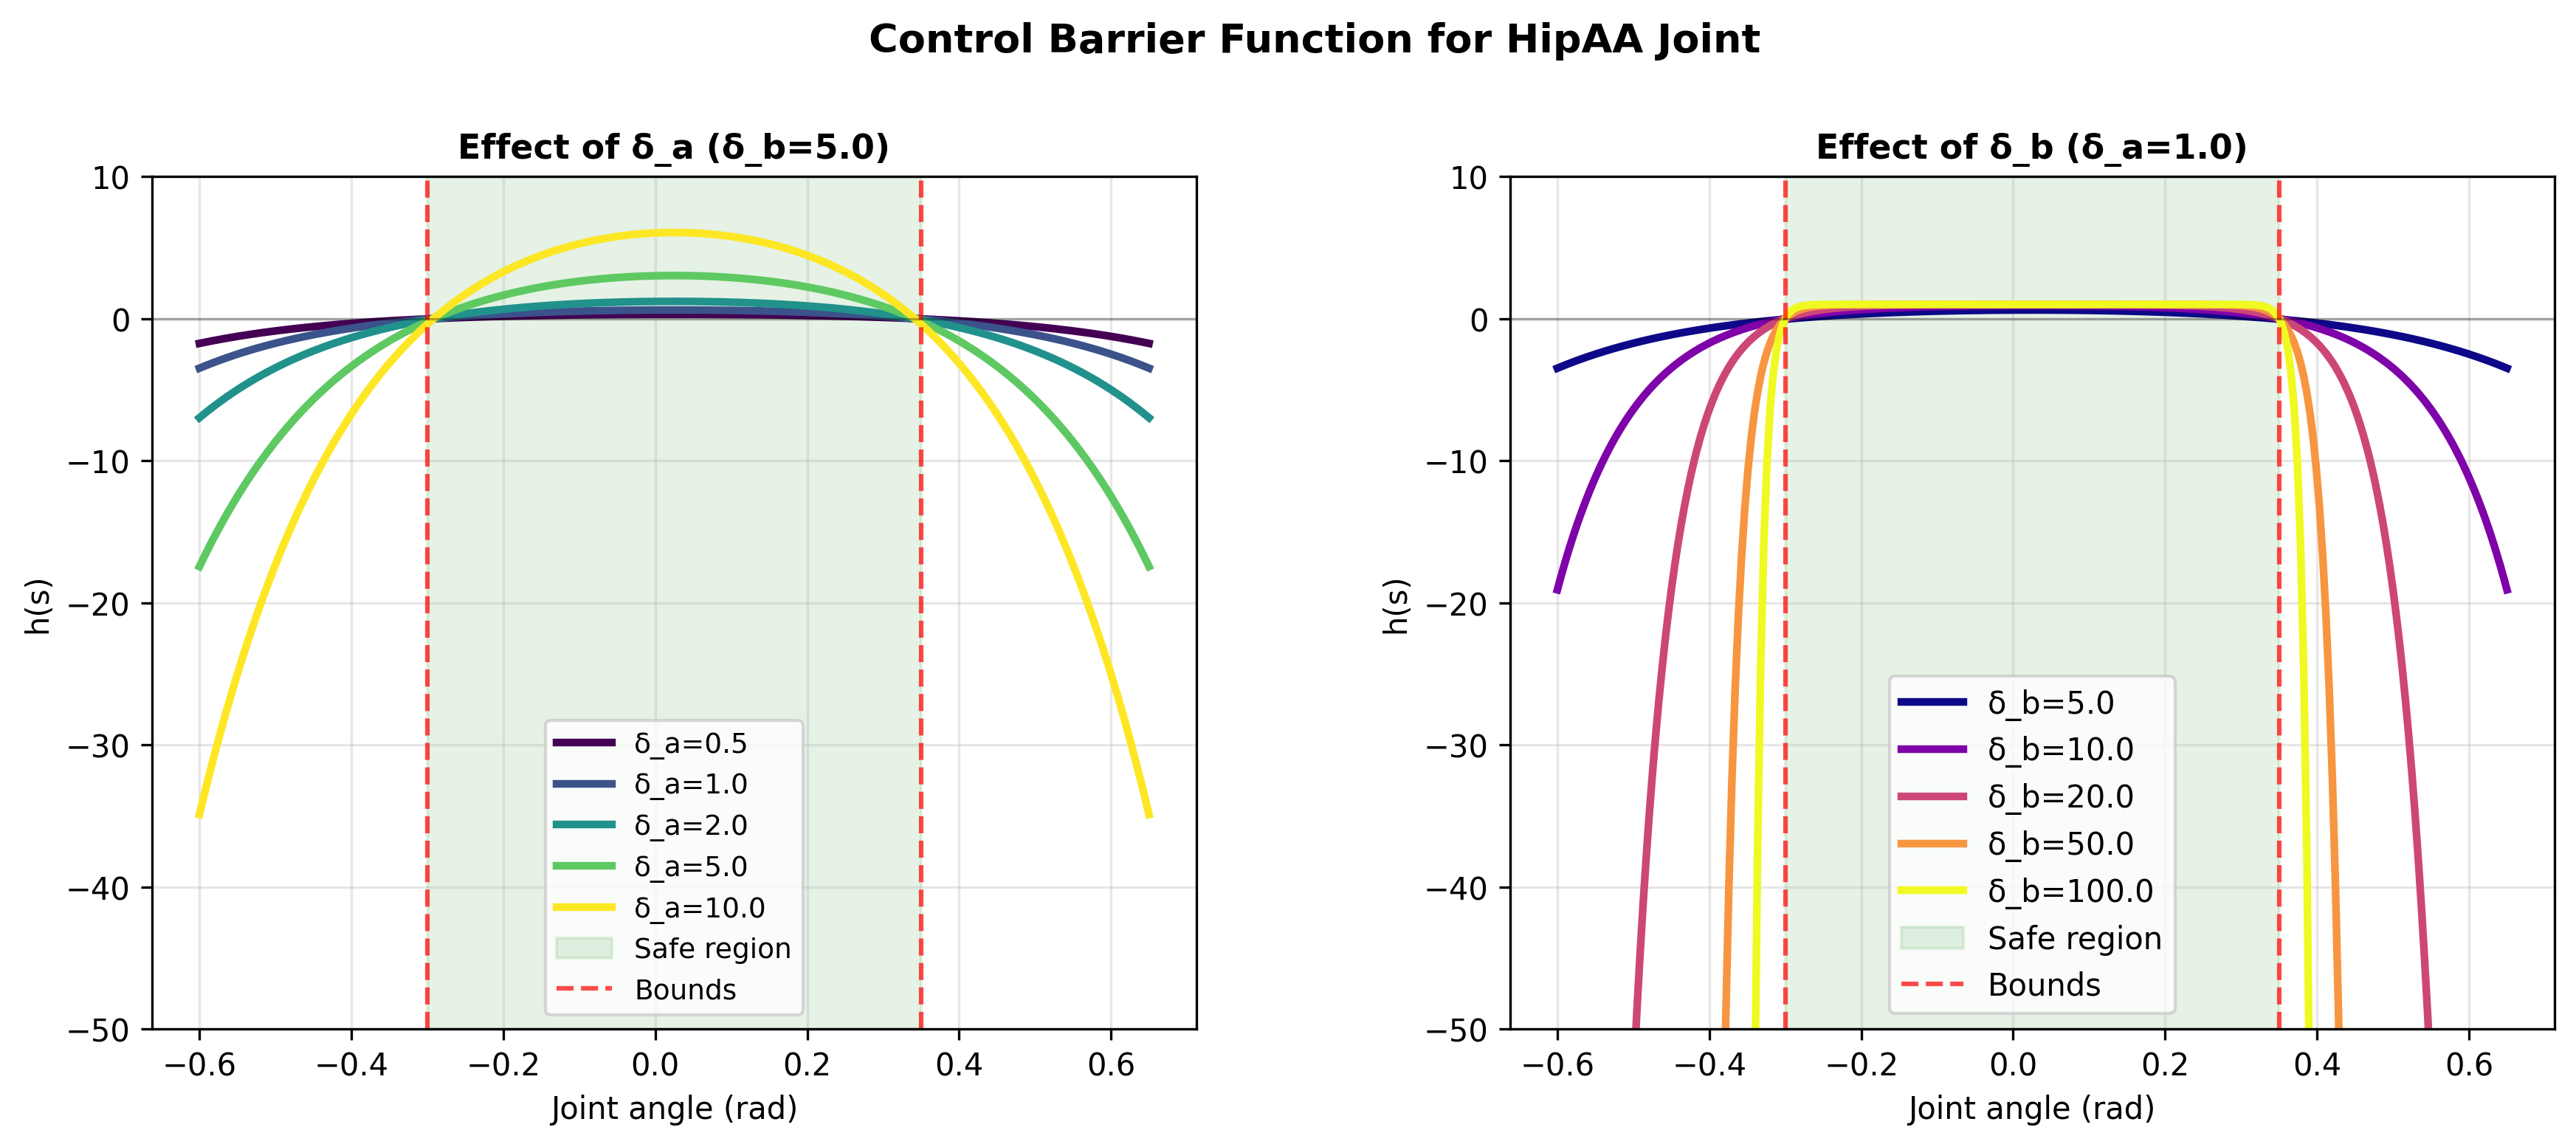 Control Barrier Function for HipAA Joint
Effect of δ_a (δ_b=5.0)
10
0
−10
−20
−30
−40
−50
h(s)
δ_a=0.5
δ_a=1.0
δ_a=2.0
δ_a=5.0
δ_a=10.0
Safe region
Bounds
−0.6
−0.4
−0.2
0.0
0.2
0.4
0.6
Joint angle (rad)
Effect of δ_b (δ_a=1.0)
10
0
−10
−20
−30
−40
−50
h(s)
δ_b=5.0
δ_b=10.0
δ_b=20.0
δ_b=50.0
δ_b=100.0
Safe region
Bounds
−0.6
−0.4
−0.2
0.0
0.2
0.4
0.6
Joint angle (rad)